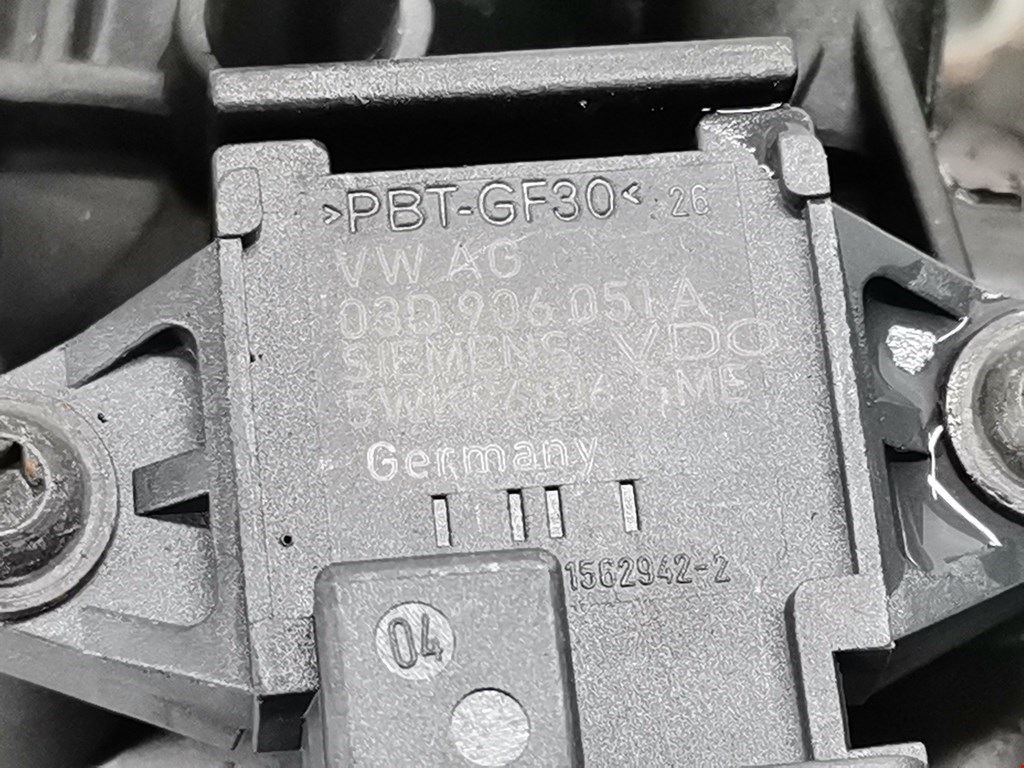 >PBT-GF30< 26
VW AG
03D 906 051 A
SIEMENS VDO
Germany
1562942-2
04